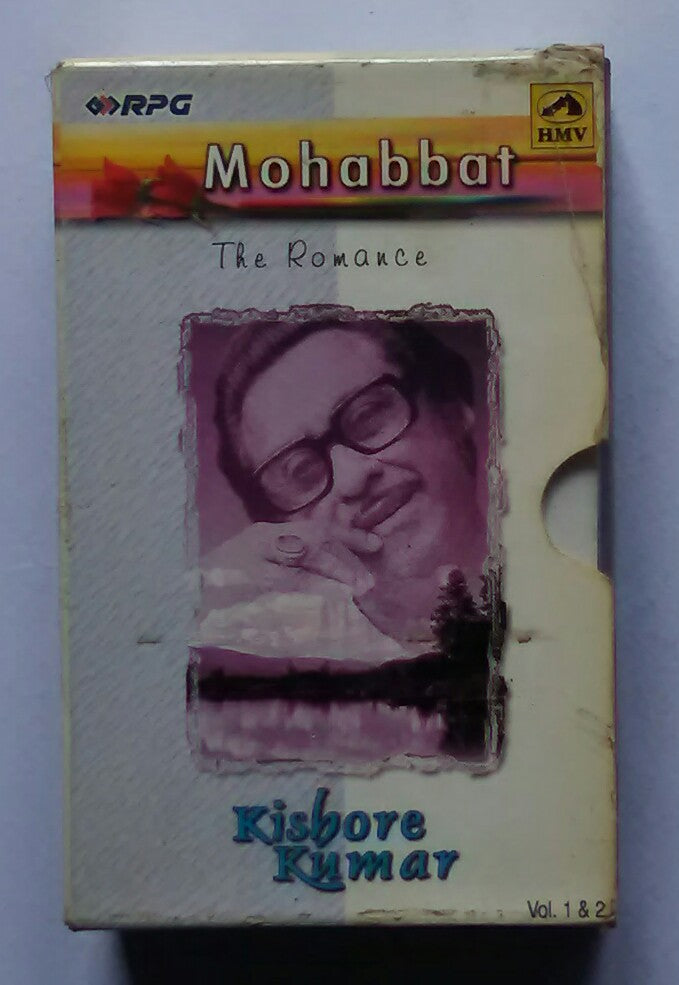 RPG
HMV
Mohabbat
The Romance
Kishore
Kumar
Vol. 1 & 2